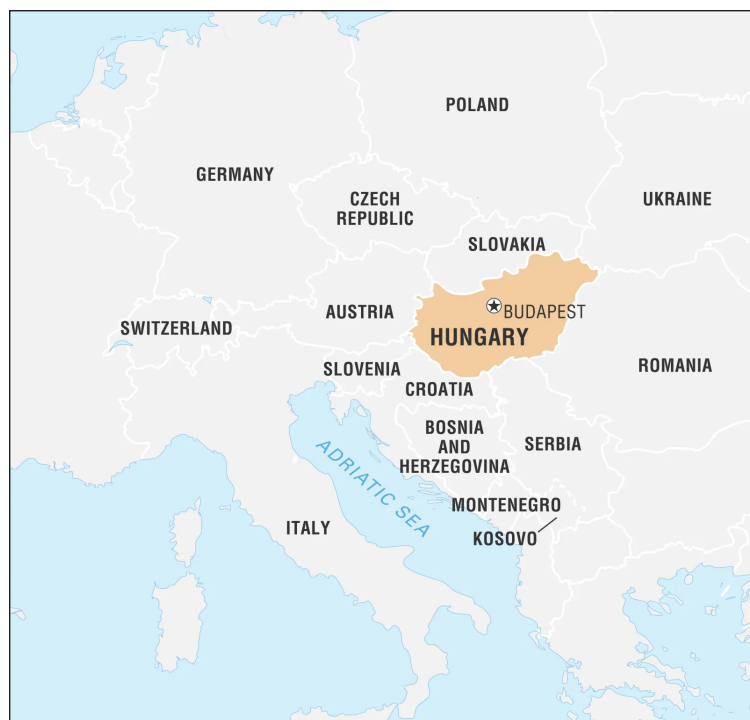 POLAND
GERMANY
CZECH
REPUBLIC
UKRAINE
SLOVAKIA
BUDAPEST
AUSTRIA
SWITZERLAND
HUNGARY
SLOVENIA
ROMANIA
CROATIA
BOSNIA
AND
HERZEGOVINA
SERBIA
ADRIATIC SEA
MONTENEGRO
ITALY
KOSOVO